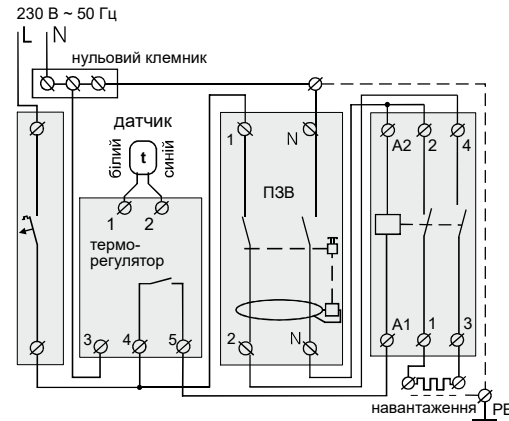 230 В ~ 50 Гц
L N
нульовий клемник
датчик
білий
t
синій
1 2
термо-
регулятор
3 4 5
1 N
ПЗВ
2 N
A2 2 4
A1 1 3
навантаження
PE